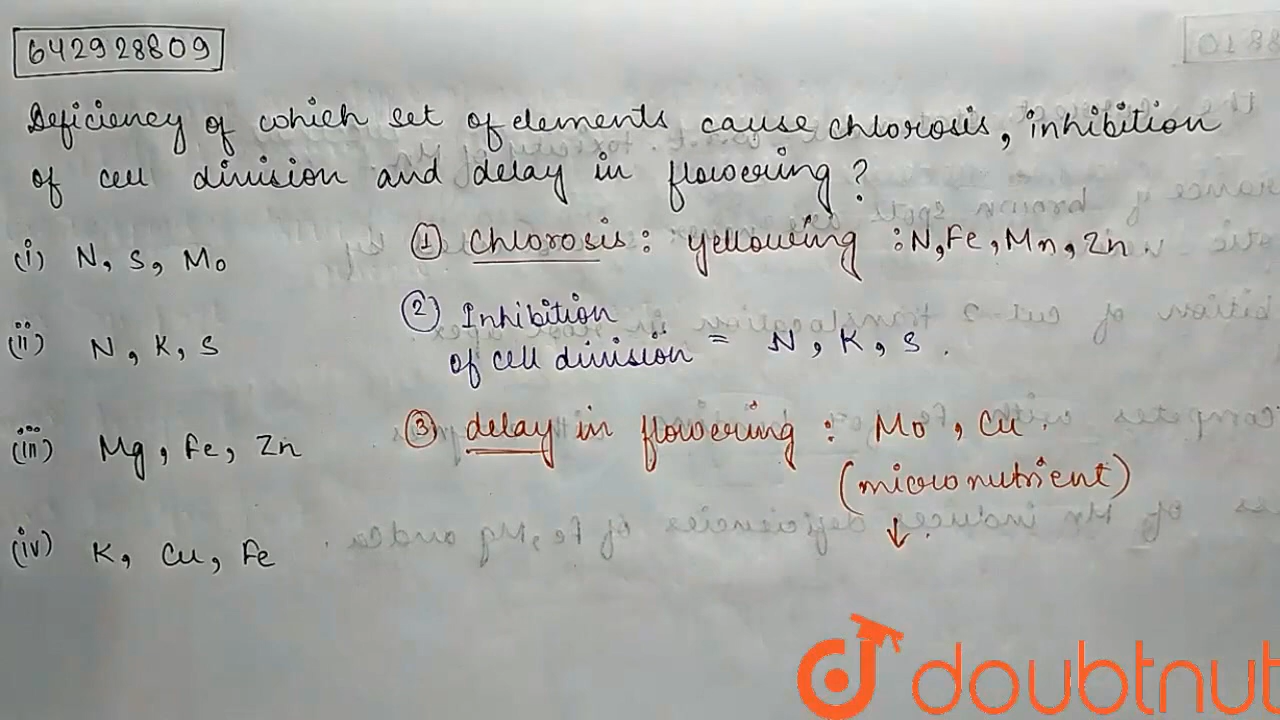 642928809
Deficiency of which set of elements cause chlorosis, inhibition
of cell division and delay in flowering?
(i) N, S, Mo
(ii) N, K, S
(iii) Mg, Fe, Zn
(iv) K, Cu, Fe
① Chlorosis: yellowing : N, Fe, Mn, Zn.
② Inhibition
of cell division = N, K, S.
③ delay in flowering : Mo, Cu.
(micronutrient)
↓
doubtnut